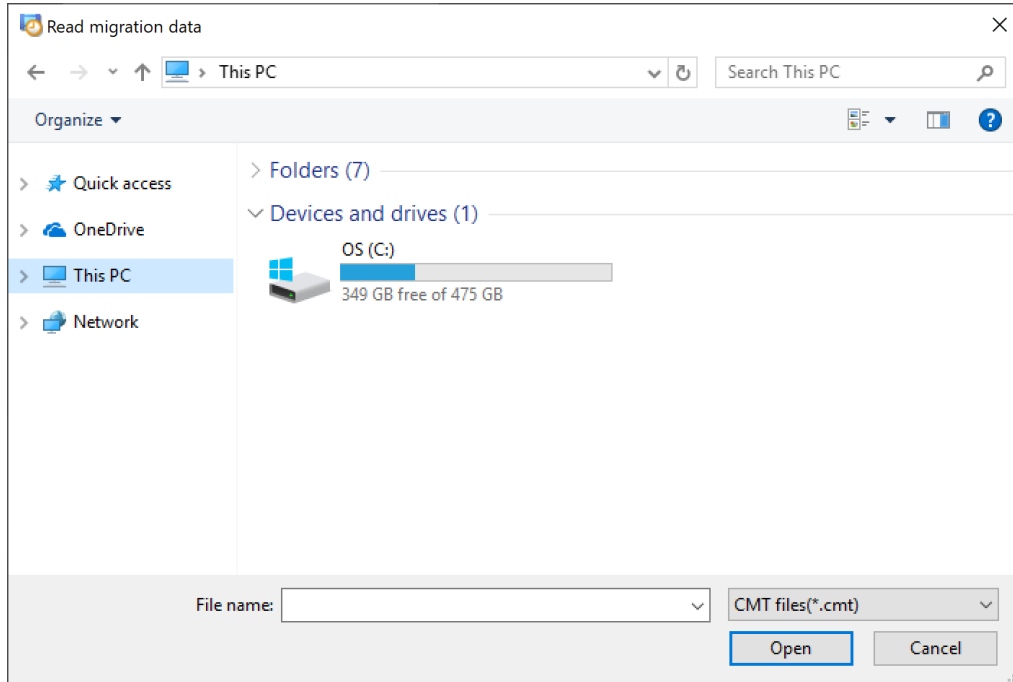 Read migration data
This PC
Search This PC
Organize
?
Quick access
OneDrive
This PC
Network
Folders (7)
Devices and drives (1)
OS (C:)
349 GB free of 475 GB
File name:
CMT files(*.cmt)
Open
Cancel